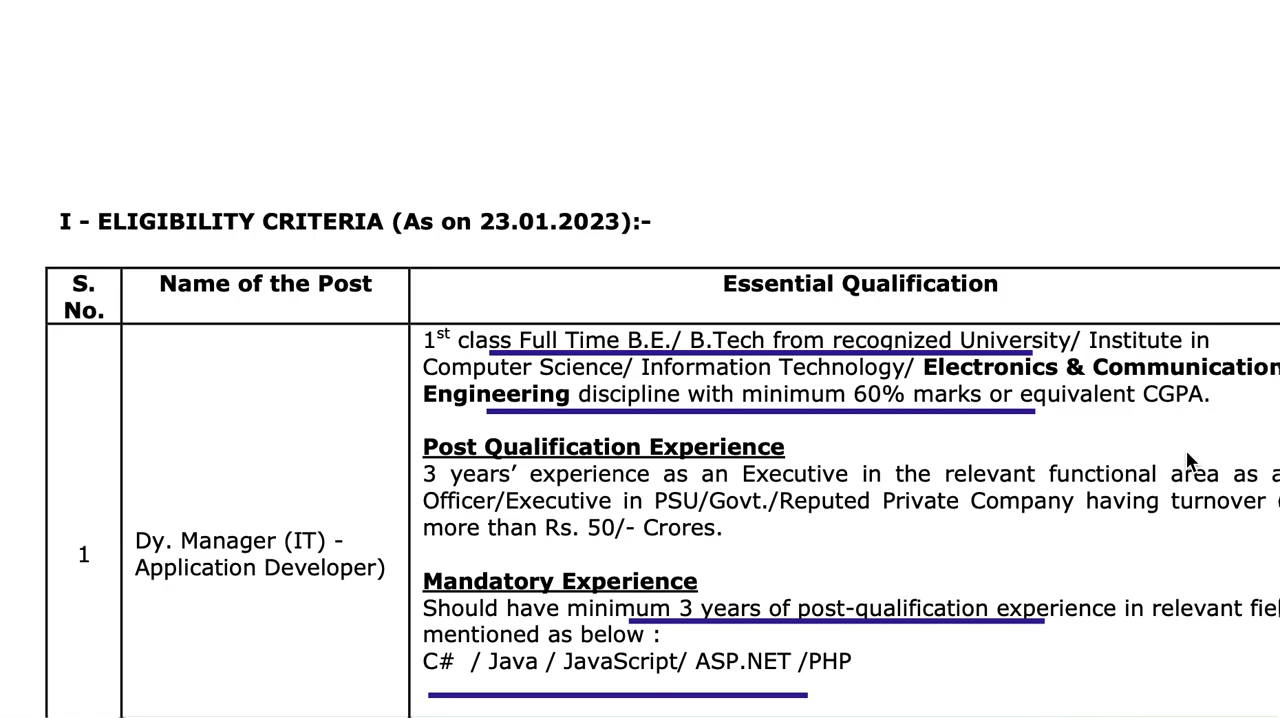 I - ELIGIBILITY CRITERIA (As on 23.01.2023):-
S. No.
Name of the Post
Essential Qualification
1
Dy. Manager (IT) -
Application Developer)
1st class Full Time B.E./ B.Tech from recognized University/ Institute in
Computer Science/ Information Technology/ Electronics & Communication
Engineering discipline with minimum 60% marks or equivalent CGPA.
Post Qualification Experience
3 years’ experience as an Executive in the relevant functional area as
Officer/Executive in PSU/Govt./Reputed Private Company having turnover
more than Rs. 50/- Crores.
Mandatory Experience
Should have minimum 3 years of post-qualification experience in relevant
mentioned as below :
C# / Java / JavaScript/ ASP.NET /PHP